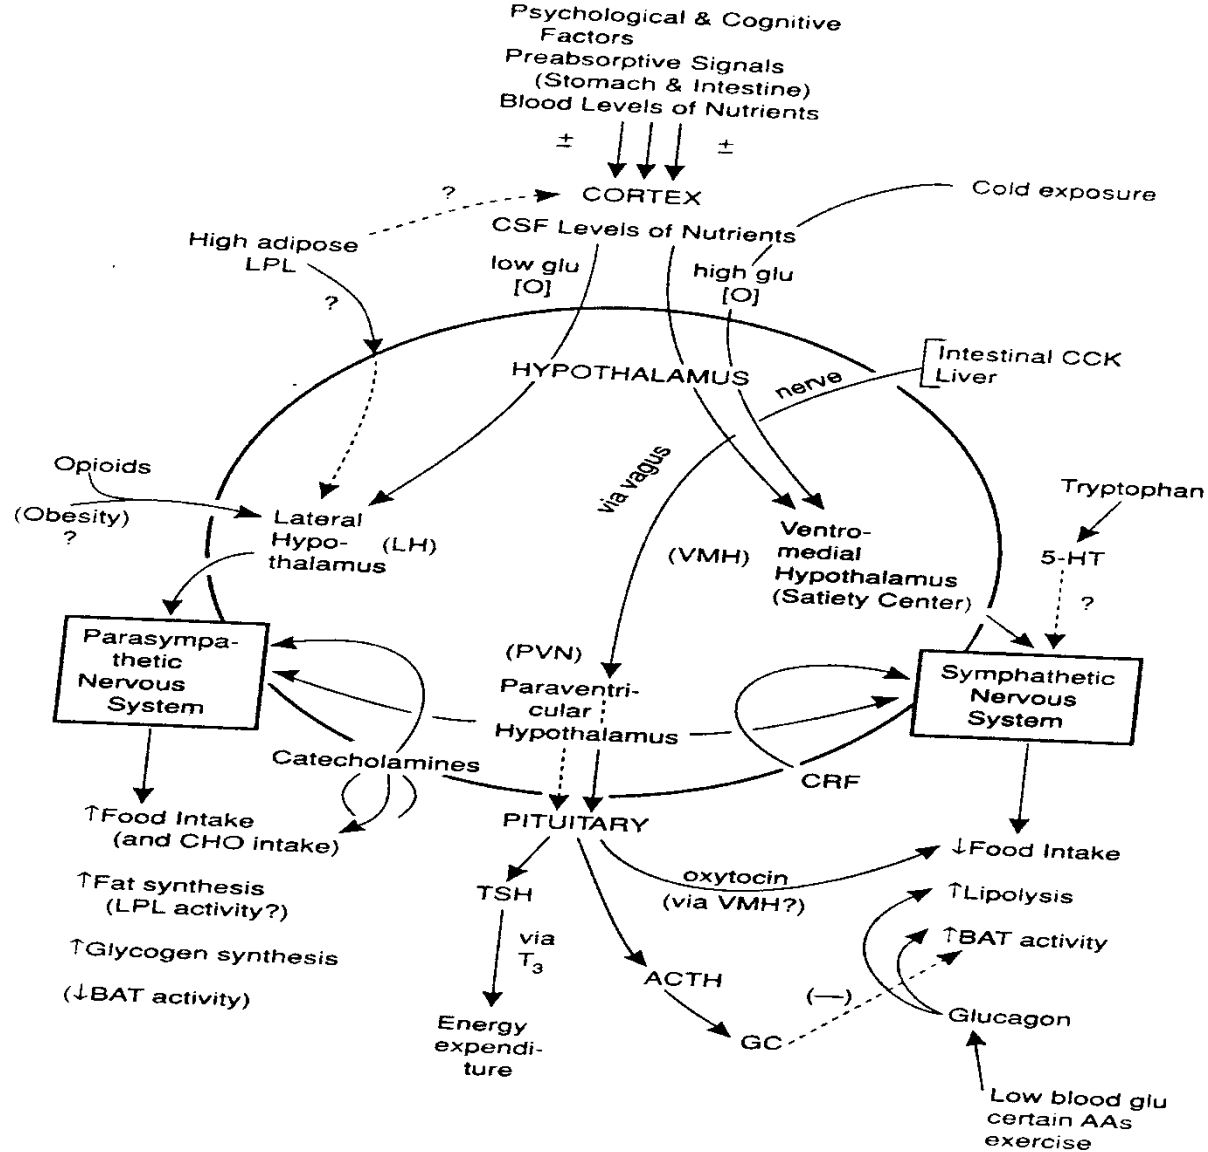 Psychological & Cognitive
Factors
Preabsorptive Signals
(Stomach & Intestine)
Blood Levels of Nutrients
± ±
?
CORTEX
Cold exposure
High adipose
LPL
CSF Levels of Nutrients
low glu
[O]
high glu
[O]
?
HYPOTHALAMUS
nerve
Intestinal CCK
Liver
via vagus
Opioids
(Obesity)
?
Lateral
Hypo- (LH)
thalamus
(VMH)
Ventro-
medial
Hypothalamus
(Satiety Center)
Tryptophan
5-HT
?
Parasympa-
thetic
Nervous
System
(PVN)
Paraventri-
cular
Hypothalamus
Symphathetic
Nervous
System
Catecholamines
CRF
↑Food Intake
(and CHO intake)
↑Fat synthesis
(LPL activity?)
↑Glycogen synthesis
(↓BAT activity)
PITUITARY
TSH
via
T3
Energy
expendi-
ture
oxytocin
(via VMH?)
ACTH
GC
(—)
↓Food Intake
↑Lipolysis
↑BAT activity
Glucagon
Low blood glu
certain AAs
exercise